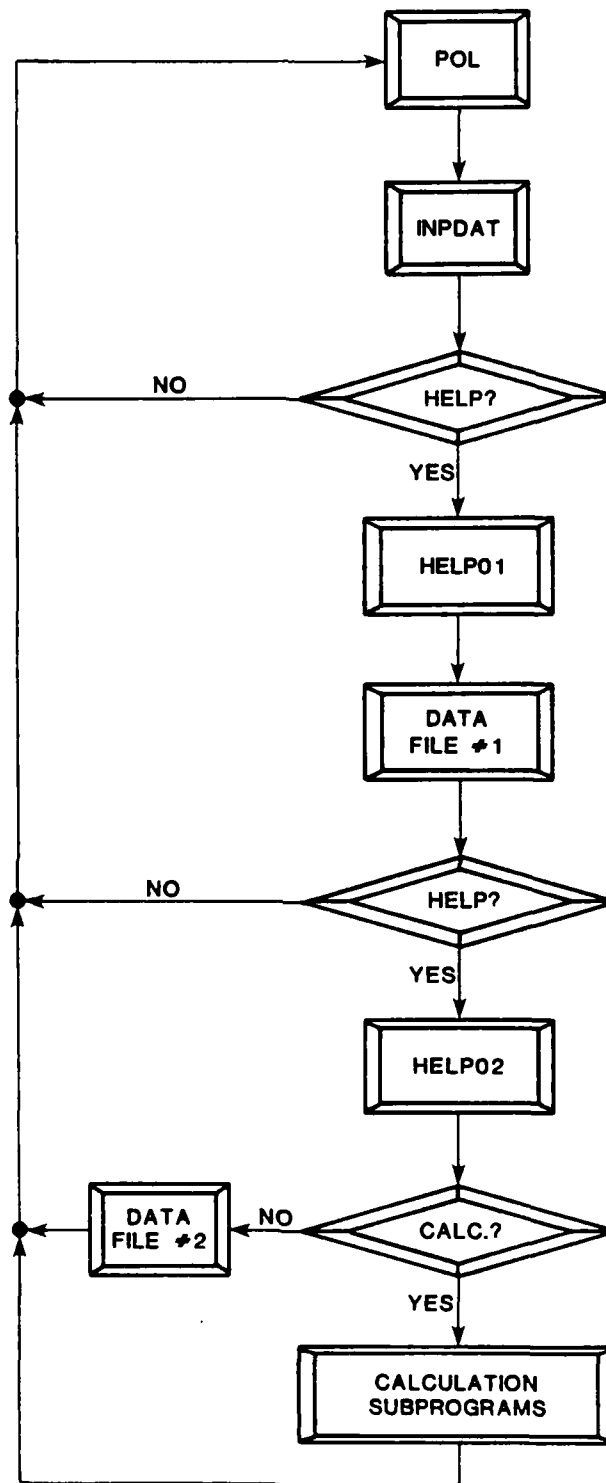 POL
INPDAT
HELP?
NO
YES
HELP01
DATA
FILE #1
HELP?
NO
YES
HELP02
CALC.?
NO
DATA
FILE #2
YES
CALCULATION
SUBPROGRAMS